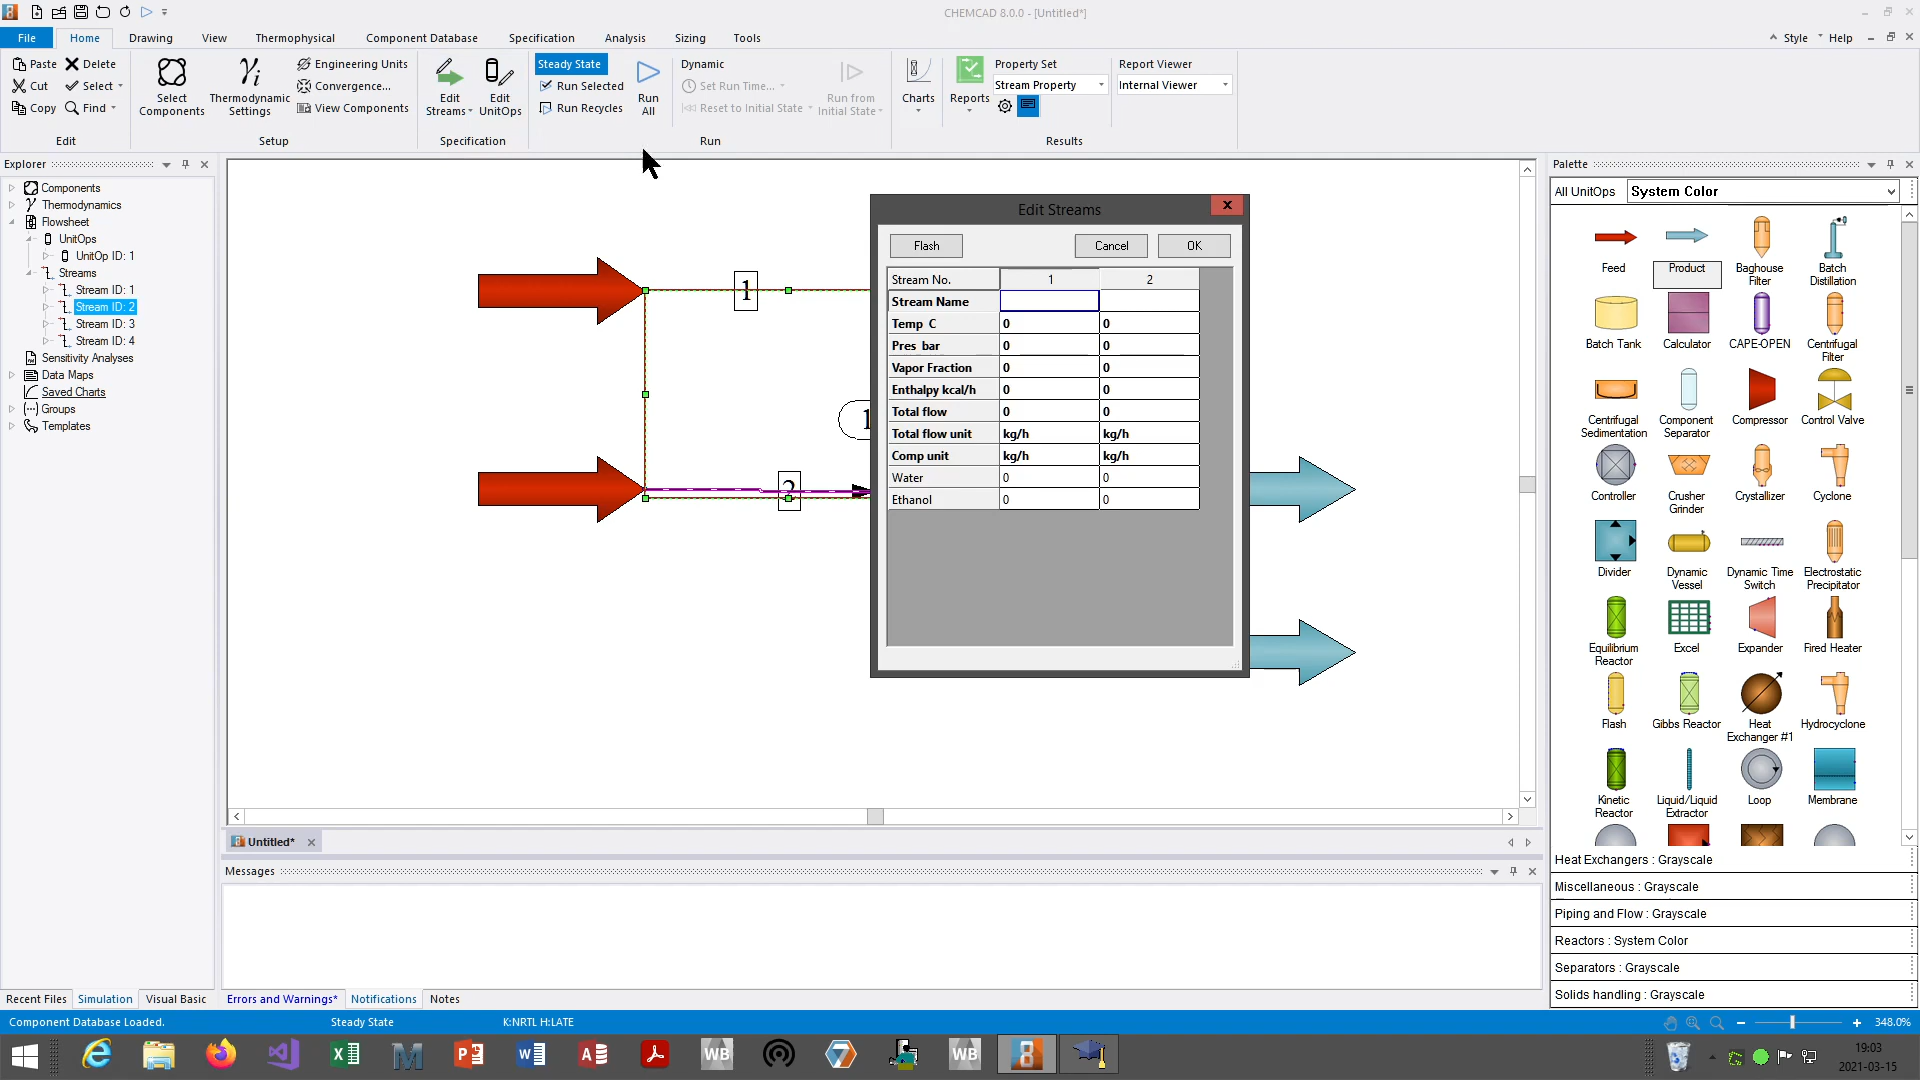 CHEMCAD 8.0.0 - [Untitled*]
File Home Drawing View Thermophysical Component Database Specification Analysis Sizing Tools Style Help
Paste Delete
Cut Select
Copy Find
Edit
Select Components
Thermodynamic Settings
Engineering Units
Convergence...
View Components
Setup
Edit Streams
Edit UnitOps
Specification
Steady State
Run Selected
Run Recycles
Run All
Dynamic
Set Run Time...
Reset to Initial State
Run from Initial State
Run
Charts
Reports
Property Set
Stream Property
Report Viewer
Internal Viewer
Results
Explorer
Components
Thermodynamics
Flowsheet
UnitOps
UnitOp ID: 1
Streams
Stream ID: 1
Stream ID: 2
Stream ID: 3
Stream ID: 4
Sensitivity Analyses
Data Maps
Saved Charts
Groups
Templates
1
2
1
Edit Streams
Flash Cancel OK
Stream No. 1 2
Stream Name
Temp C 0 0
Pres bar 0 0
Vapor Fraction 0 0
Enthalpy kcal/h 0 0
Total flow 0 0
Total flow unit kg/h kg/h
Comp unit kg/h kg/h
Water 0 0
Ethanol 0 0
Palette
All UnitOps System Color
Feed
Product
Baghouse Filter
Batch Distillation
Batch Tank
Calculator
CAPE-OPEN
Centrifugal Filter
Centrifugal Sedimentation
Component Separator
Compressor
Control Valve
Controller
Crusher Grinder
Crystallizer
Cyclone
Divider
Dynamic Vessel
Dynamic Time Switch
Electrostatic Precipitator
Equilibrium Reactor
Excel
Expander
Fired Heater
Flash
Gibbs Reactor
Heat Exchanger #1
Hydrocyclone
Kinetic Reactor
Liquid/Liquid Extractor
Loop
Membrane
Heat Exchangers : Grayscale
Miscellaneous : Grayscale
Piping and Flow : Grayscale
Reactors : System Color
Separators : Grayscale
Solids handling : Grayscale
Untitled*
Messages
Recent Files Simulation Visual Basic
Errors and Warnings* Notifications Notes
Component Database Loaded. Steady State K:NRTL H:LATE 348.0%
WB
WB
19:03
2021-03-15